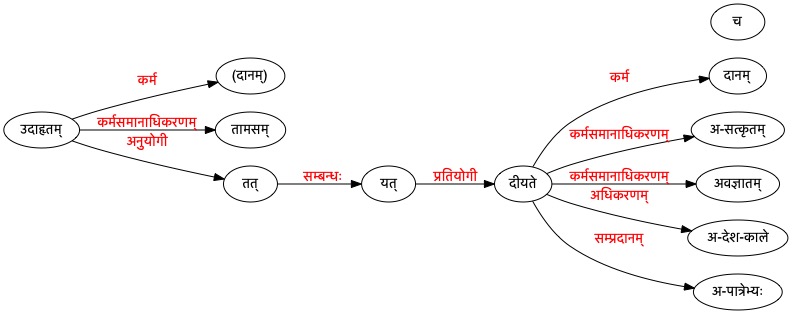 च
कर्म
(दानम्)
कर्म
दानम्
उदाहृतम्
कर्मसमानाधिकरणम्
तामसम्
कर्मसमानाधिकरणम्
अ-सत्कृतम्
अनुयोगी
तत्
सम्बन्धः
यत्
प्रतियोगी
दीयते
कर्मसमानाधिकरणम्
अवज्ञातम्
अधिकरणम्
अ-देश-काले
सम्प्रदानम्
अ-पात्रेभ्यः